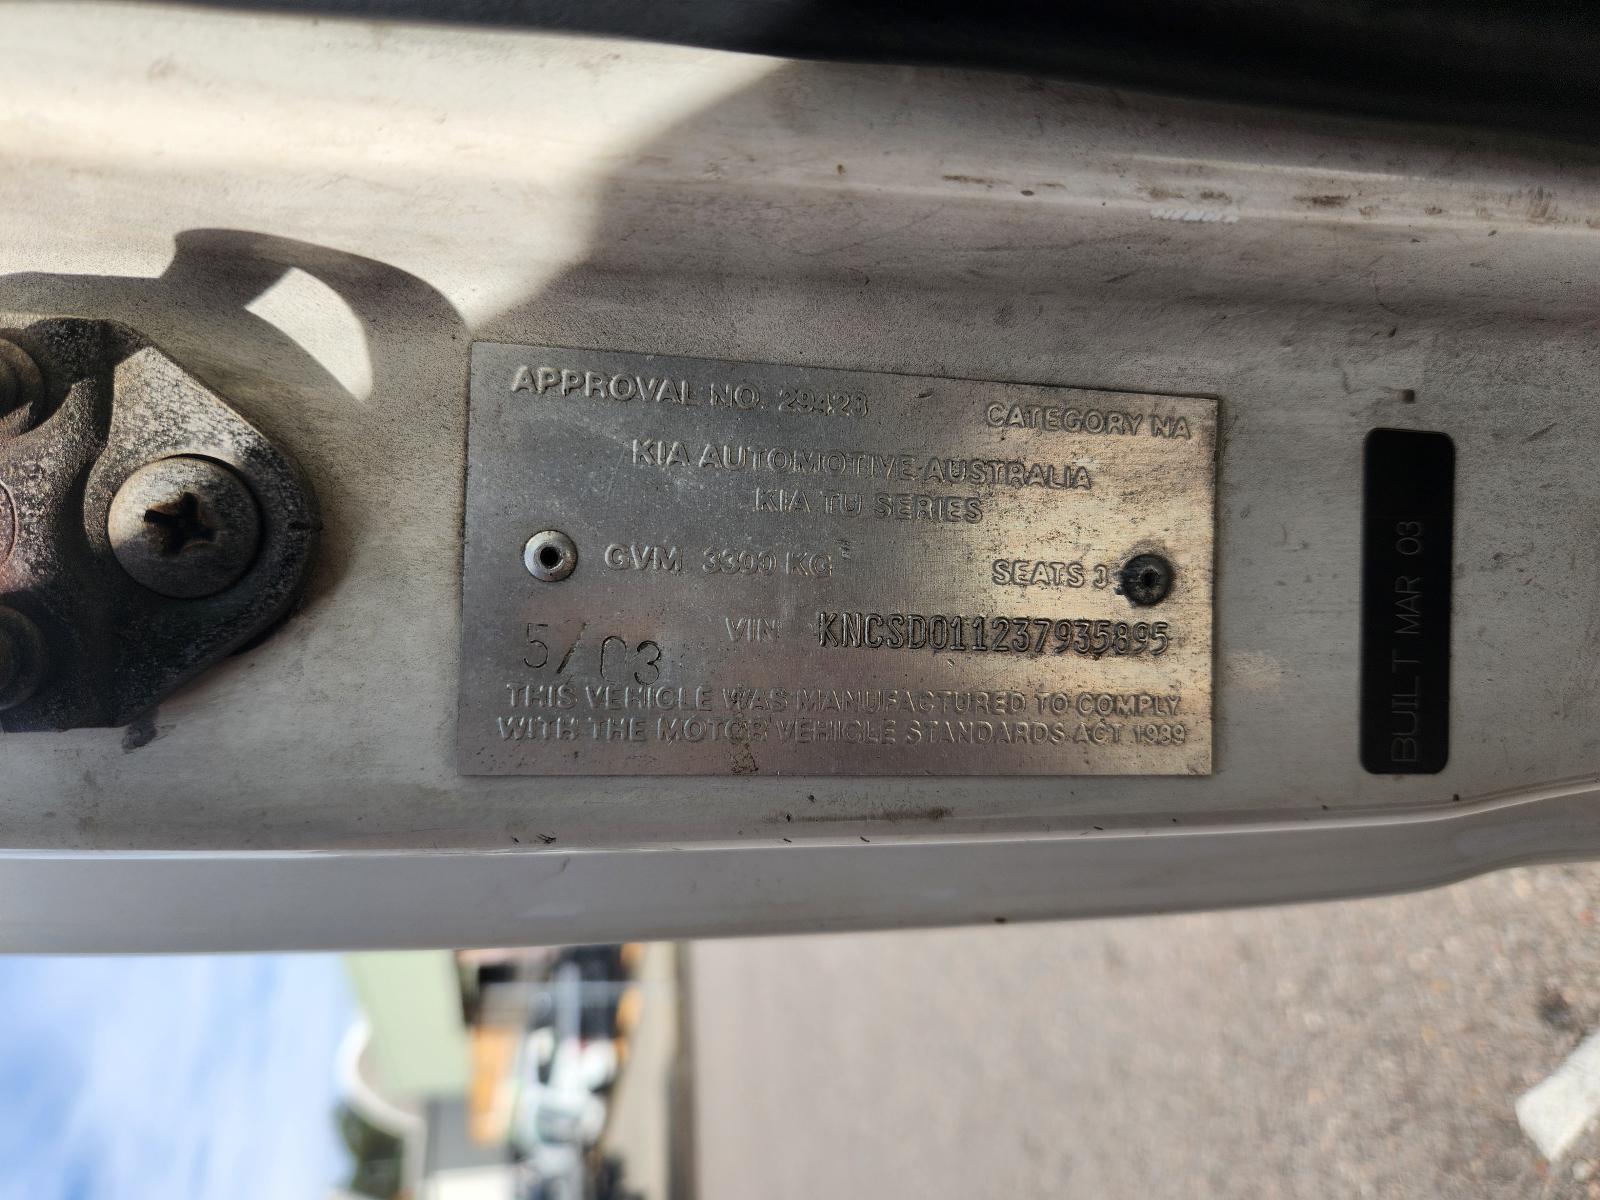 APPROVAL NO. 29423
CATEGORY NA
KIA AUTOMOTIVE AUSTRALIA
KIA TU SERIES
GVM 3300 KG
SEATS 3
VIN KNCSD011237935895
5/03
THIS VEHICLE WAS MANUFACTURED TO COMPLY
WITH THE MOTOR VEHICLE STANDARDS ACT 1989
BUILT MAR 03